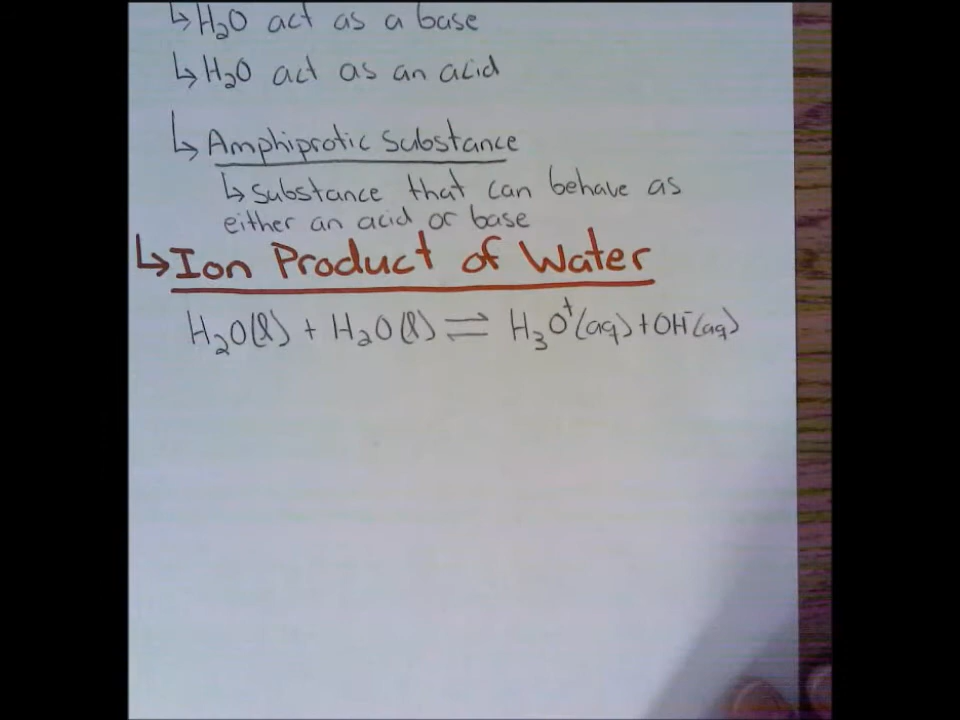 ↳ H₂O act as a base
↳ H₂O act as an acid
↳ Amphiprotic Substance
↳ Substance that can behave as
either an acid or base
↳ Ion Product of Water
H₂O(l) + H₂O(l) ⇌ H₃O⁺(aq) + OH⁻(aq)